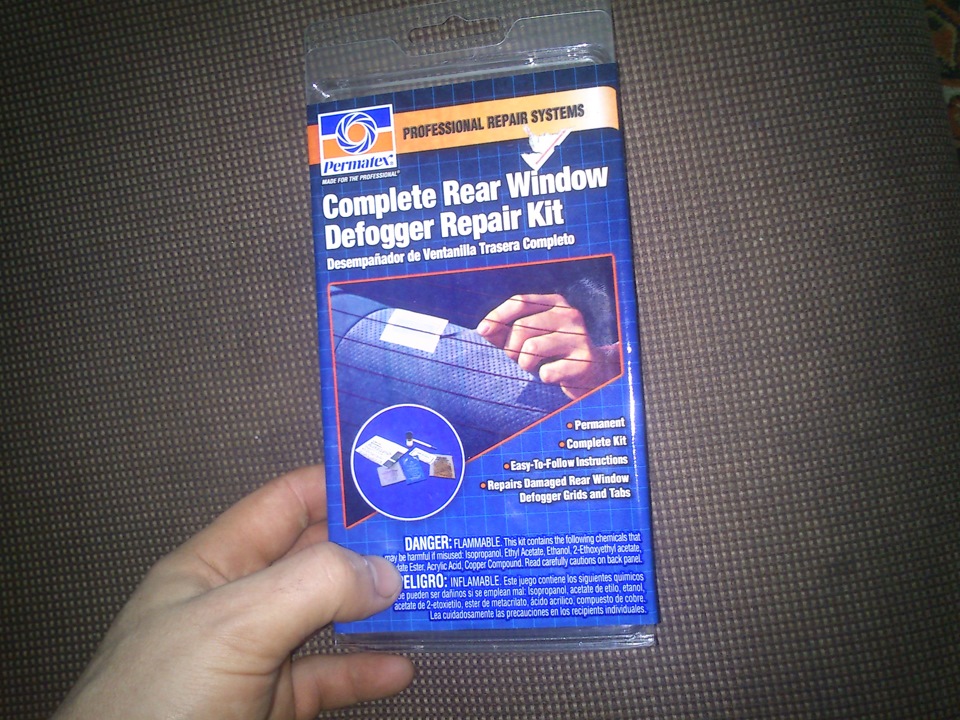 PROFESSIONAL REPAIR SYSTEMS
Permatex®
MADE FOR THE PROFESSIONAL®
Complete Rear Window
Defogger Repair Kit
Desempañador de Ventanilla Trasera Completo
• Permanent
• Complete Kit
• Easy-To-Follow Instructions
• Repairs Damaged Rear Window
Defogger Grids and Tabs
DANGER: FLAMMABLE. This kit contains the following chemicals that
may be harmful if misused: Isopropanol, Ethyl Acetate, Ethanol, 2-Ethoxyethyl acetate,
Ester, Acrylic Acid, Copper Compound. Read carefully cautions on back panel.
PELIGRO: INFLAMABLE. Este juego contiene los siguientes químicos
que pueden ser dañinos si se emplean mal: Isopropanol, acetate de etilo, etanol,
acetate de 2-etoxietilo, ester de metacrilato, ácido acrílico, compuesto de cobre.
Lea cuidadosamente las precauciones en los recipients individuales.